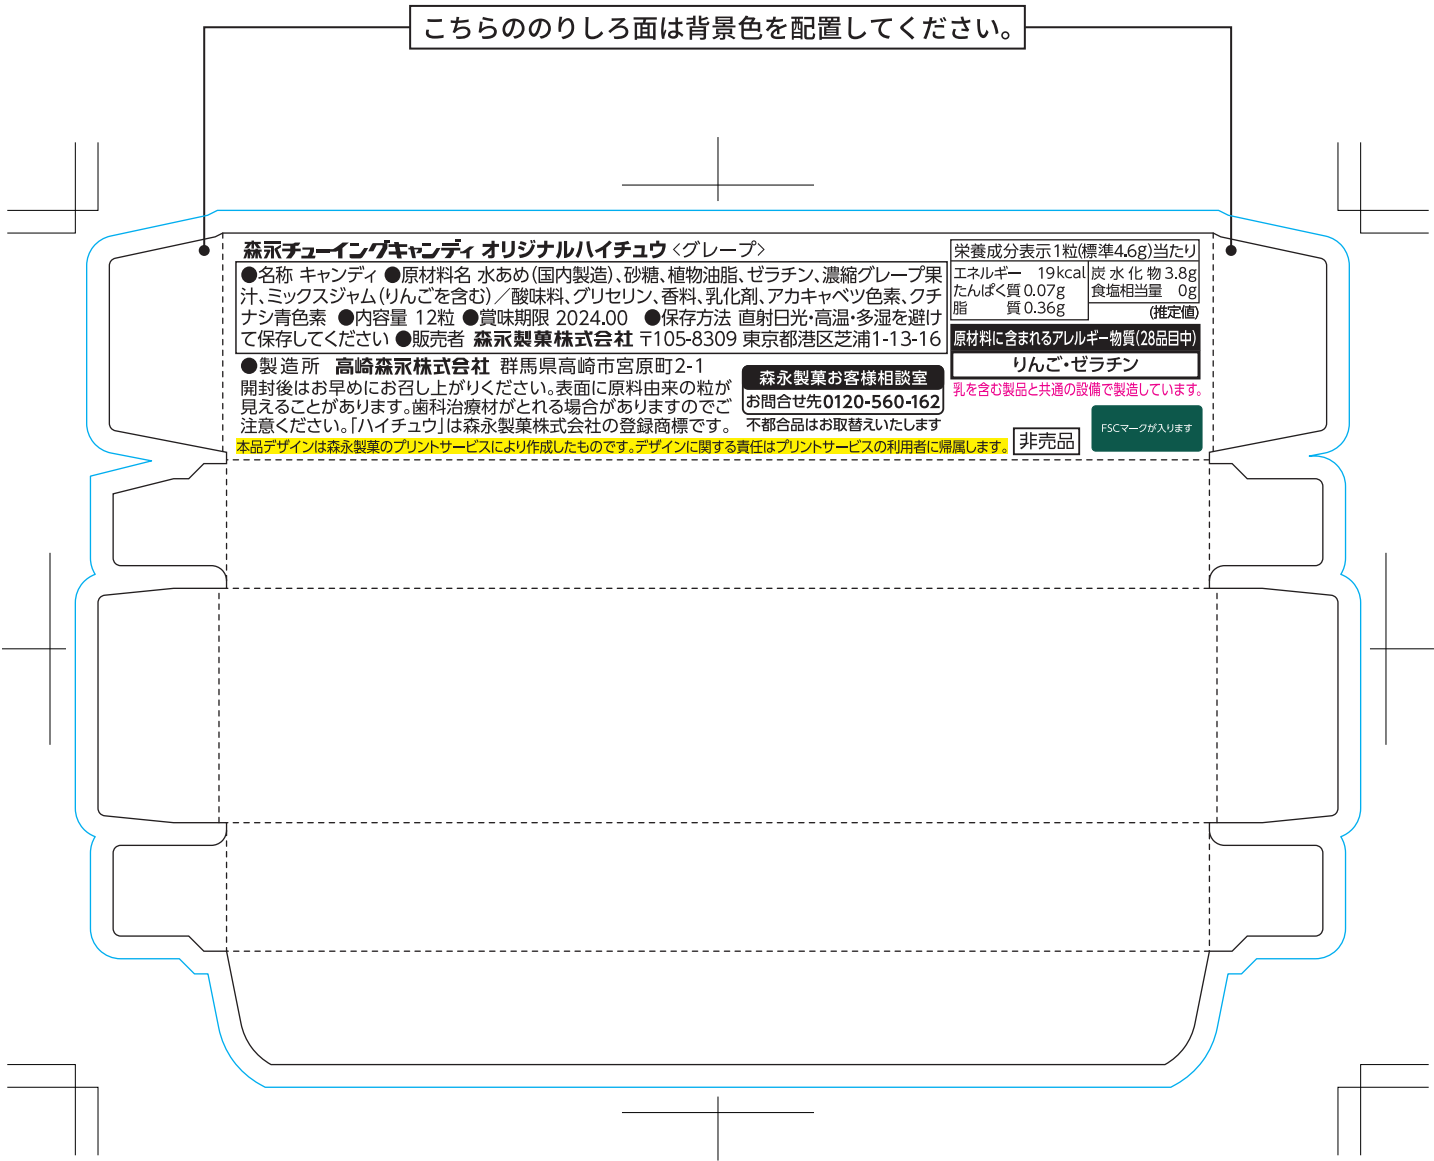 こちらののりしろ面は背景色を配置してください。
森永チューイングキャンディ オリジナルハイチュウ〈グレープ〉
●名称 キャンディ ●原材料名 水あめ(国内製造)、砂糖、植物油脂、ゼラチン、濃縮グレープ果
汁、ミックスジャム(りんごを含む)／酸味料、グリセリン、香料、乳化剤、アカキャベツ色素、クチ
ナシ青色素 ●内容量 12粒 ●賞味期限 2024.00 ●保存方法 直射日光・高温・多湿を避け
て保存してください ●販売者 森永製菓株式会社 〒105-8309 東京都港区芝浦1-13-16
●製造所 高崎森永株式会社 群馬県高崎市宮原町2-1
開封後はお早めにお召し上がりください。表面に原料由来の粒が
見えることがあります。歯科治療材がとれる場合がありますのでご
注意ください。「ハイチュウ」は森永製菓株式会社の登録商標です。
森永製菓お客様相談室
お問合せ先0120-560-162
不都合品はお取替えいたします
本品デザインは森永製菓のプリントサービスにより作成したものです。デザインに関する責任はプリントサービスの利用者に帰属します。
非売品
栄養成分表示1粒(標準4.6g)当たり
エネルギー 19kcal 炭水化物 3.8g
たんぱく質 0.07g 食塩相当量 0g
脂質 0.36g (推定値)
原材料に含まれるアレルギー物質(28品目中)
りんご・ゼラチン
乳を含む製品と共通の設備で製造しています。
FSCマークが入ります